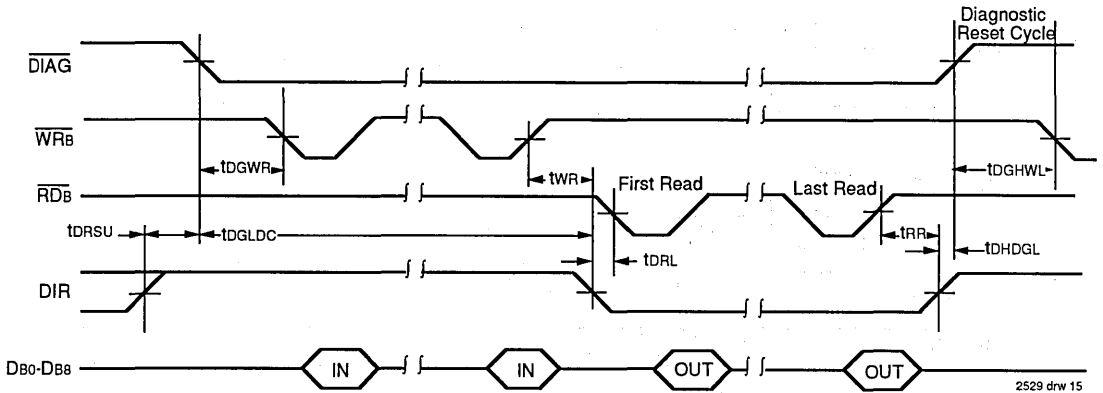 Diagnostic
Reset Cycle
DIAG
WRB
tDGWR
tWR
tDGHWL
RDB
First Read
Last Read
tDRSU
tDGLDC
tRR
tDRL
tDHDGL
DIR
DB0-DB8
IN
IN
OUT
OUT
2529 drw 15